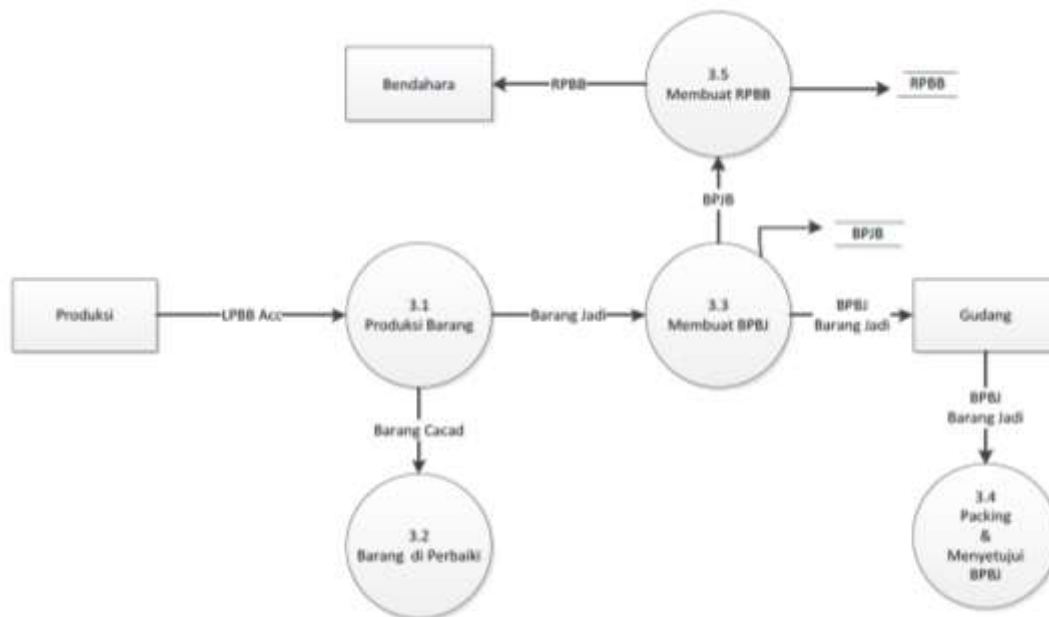 3.5
Membuat RPBB
Bendahara
RPBB
RPBB
BPJB
BPJB
Produksi
LPBB Acc
3.1
Produksi Barang
Barang Jadi
3.3
Membuat BPBJ
BPBJ
Barang Jadi
Gudang
BPBJ
Barang Jadi
Barang Cacad
3.2
Barang di Perbaiki
3.4
Packing
&
Menyetujui
BPBJ